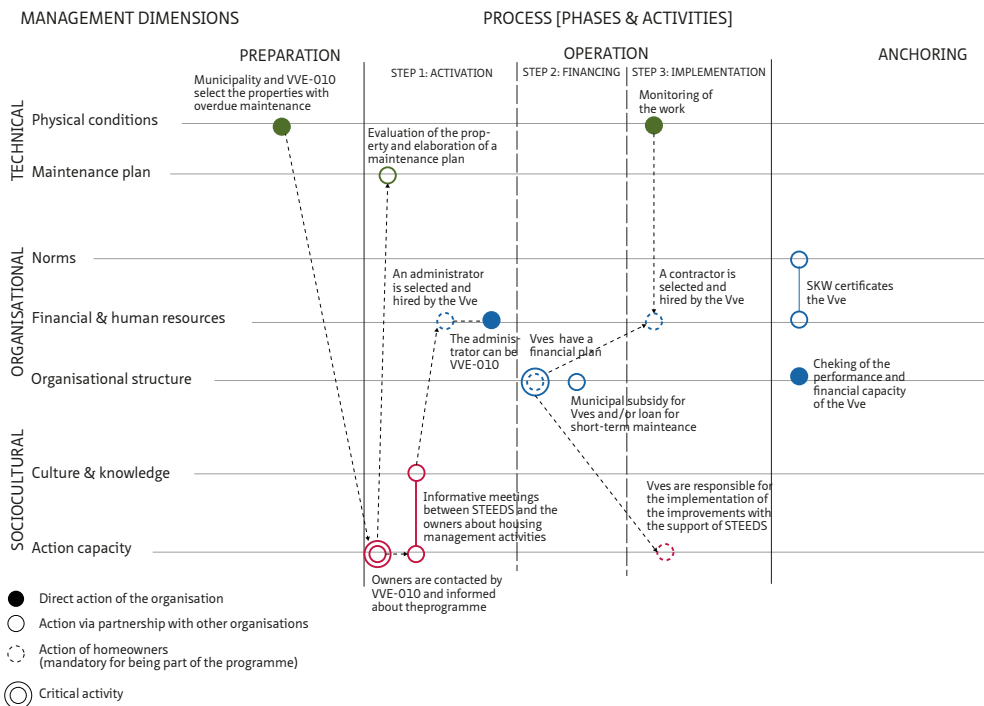 MANAGEMENT DIMENSIONS
PROCESS [PHASES & ACTIVITIES]
PREPARATION
OPERATION
ANCHORING
STEP 1: ACTIVATION
STEP 2: FINANCING
STEP 3: IMPLEMENTATION
TECHNICAL
Physical conditions
Maintenance plan
Municipality and VVE-010
select the properties with
overdue maintenance
Evaluation of the prop-
erty and elaboration of a
maintenance plan
Monitoring of
the work
ORGANISATIONAL
Norms
Financial & human resources
Organisational structure
An administrator
is selected and
hired by the Vve
The adminis-
trator can be
VVE-010
Vves have a
financial plan
Municipal subsidy for
Vves and/or loan for
short-term mainteance
A contractor is
selected and
hired by the Vve
SKW certificates
the Vve
Cheking of the
performance and
financial capacity
of the Vve
SOCIOCULTURAL
Culture & knowledge
Action capacity
Informative meetings
between STEEDS and the
owners about housing
management activities
Owners are contacted by
VVE-010 and informed
about theprogramme
Vves are responsible for
the implementation of
the improvements with
the support of STEEDS
Direct action of the organisation
Action via partnership with other organisations
Action of homeowners
(mandatory for being part of the programme)
Critical activity